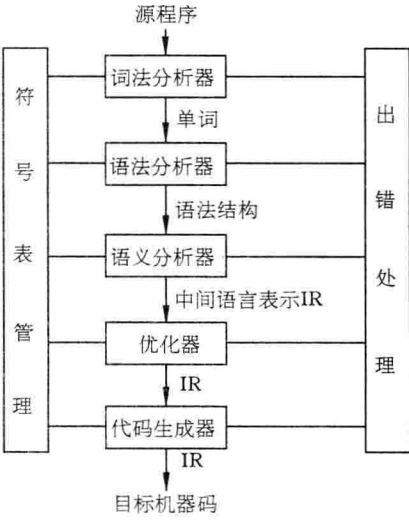 源程序
词法分析器
单词
语法分析器
语法结构
语义分析器
中间语言表示IR
优化器
IR
代码生成器
IR
目标机器码
符号表管理
出错处理